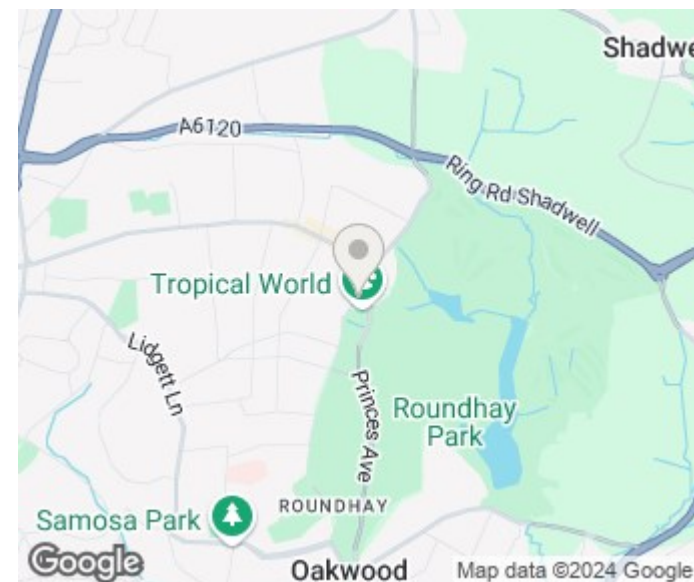 Shadwe
A6120
Ring Rd Shadwell
Tropical World
Lidgett Ln
Princes Ave
Roundhay
Park
ROUNDHAY
Samosa Park
Oakwood
Google
Map data ©2024 Google